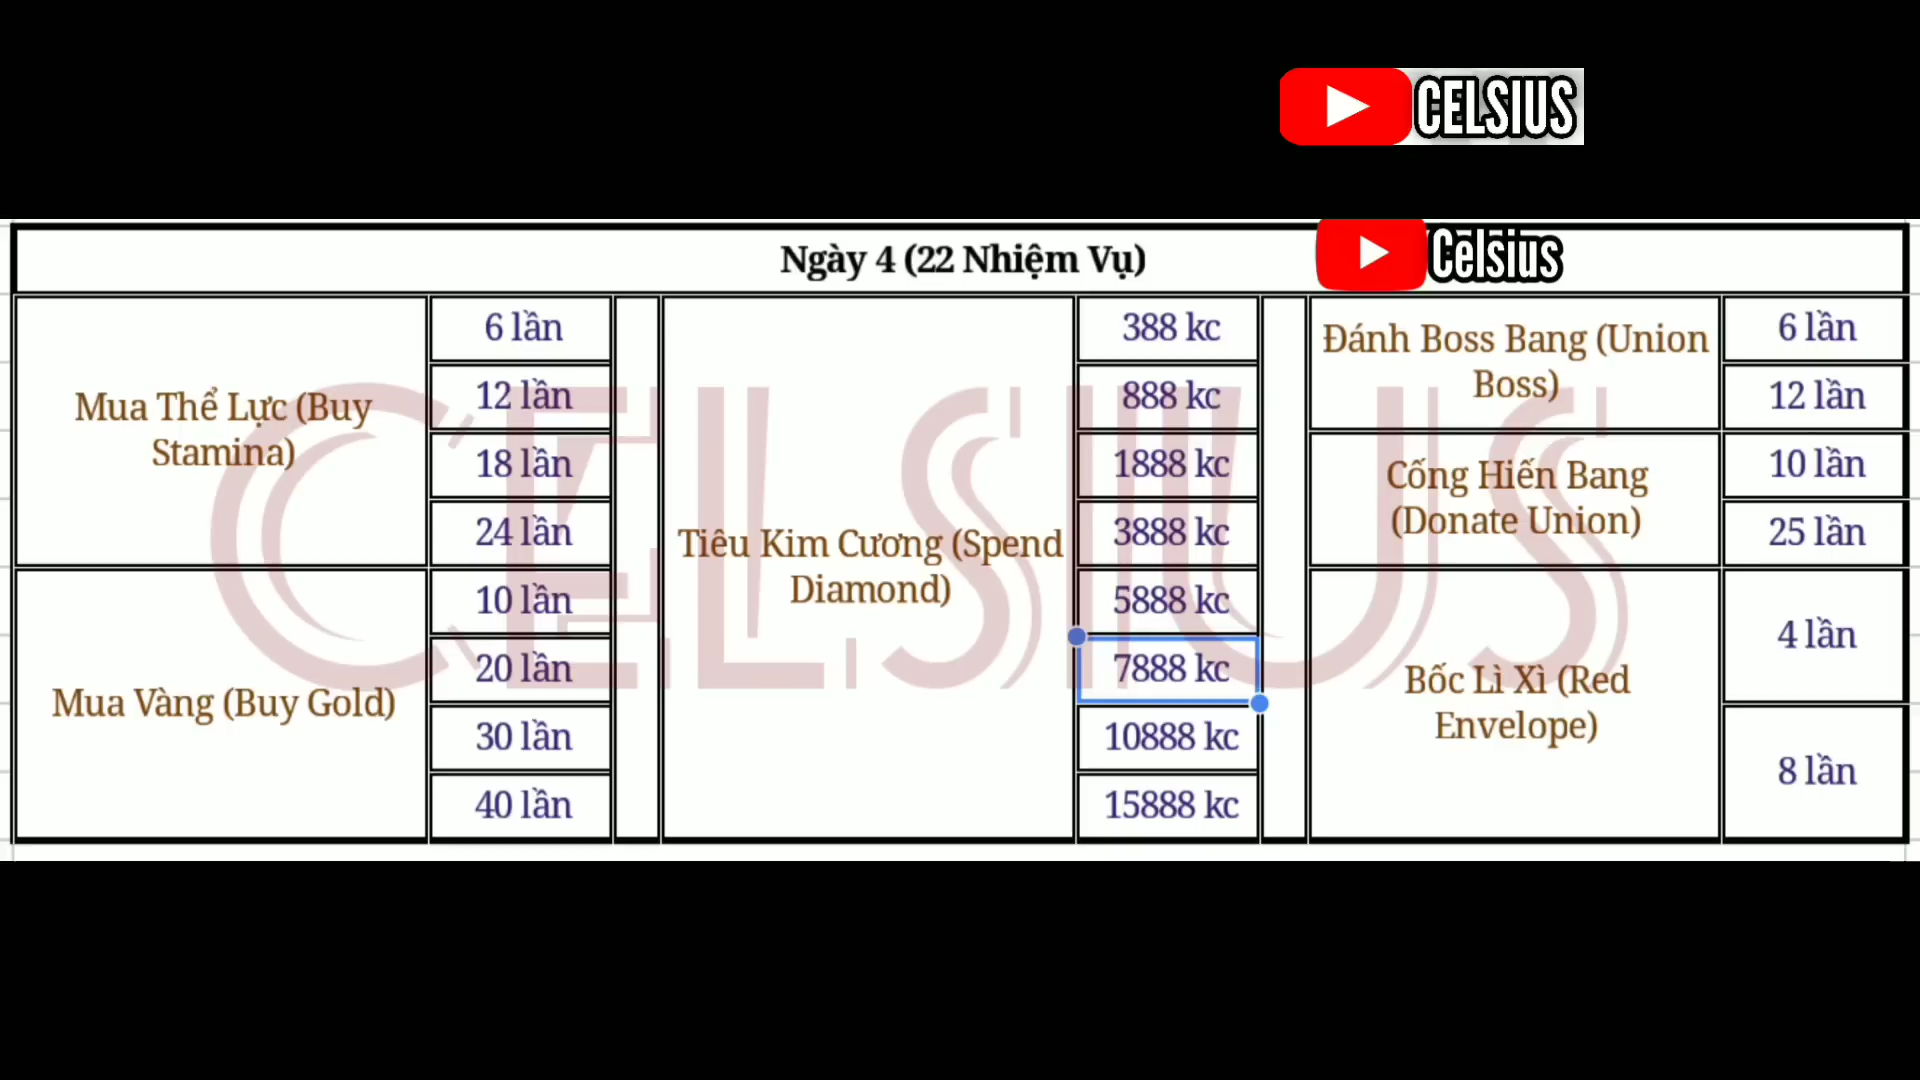 CELSIUS
Ngày 4 (22 Nhiệm Vụ)
Celsius
Mua Thể Lực (Buy
Stamina)
6 lần
12 lần
18 lần
24 lần
Mua Vàng (Buy Gold)
10 lần
20 lần
30 lần
40 lần
Tiêu Kim Cương (Spend
Diamond)
388 kc
888 kc
1888 kc
3888 kc
5888 kc
7888 kc
10888 kc
15888 kc
Đánh Boss Bang (Union
Boss)
6 lần
12 lần
Cống Hiến Bang
(Donate Union)
10 lần
25 lần
Bốc Lì Xì (Red
Envelope)
4 lần
8 lần
CELSIUS